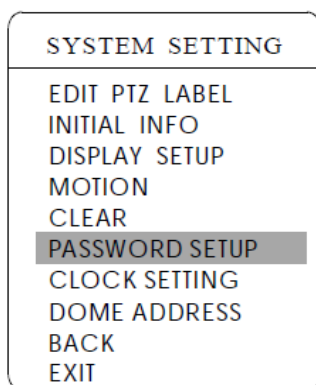 SYSTEM SETTING
EDIT PTZ LABEL
INITIAL INFO
DISPLAY SETUP
MOTION
CLEAR
PASSWORD SETUP
CLOCK SETTING
DOME ADDRESS
BACK
EXIT